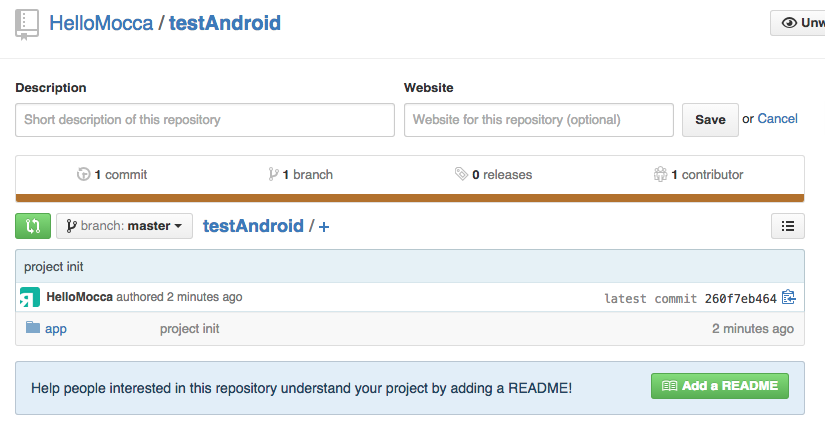 HelloMocca / testAndroid
Unw
Description
Website
Short description of this repository
Website for this repository (optional)
Save
or Cancel
1 commit
1 branch
0 releases
1 contributor
branch: master
testAndroid / +
project init
HelloMocca authored 2 minutes ago
latest commit 260f7eb464
app
project init
2 minutes ago
Help people interested in this repository understand your project by adding a README!
Add a README